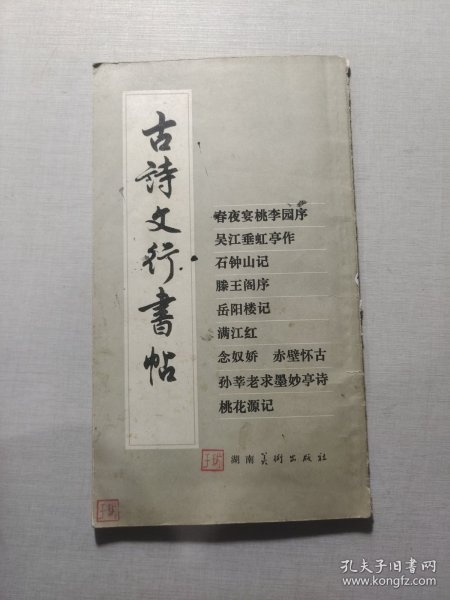 古詩文行書帖
春夜宴桃李园序
吴江垂虹亭作
石钟山记
滕王阁序
岳阳楼记
满江红
念奴娇 赤壁怀古
孙莘老求墨妙亭诗
桃花源记
湖南美術出版社
孔夫子旧书网
www.kongfz.com